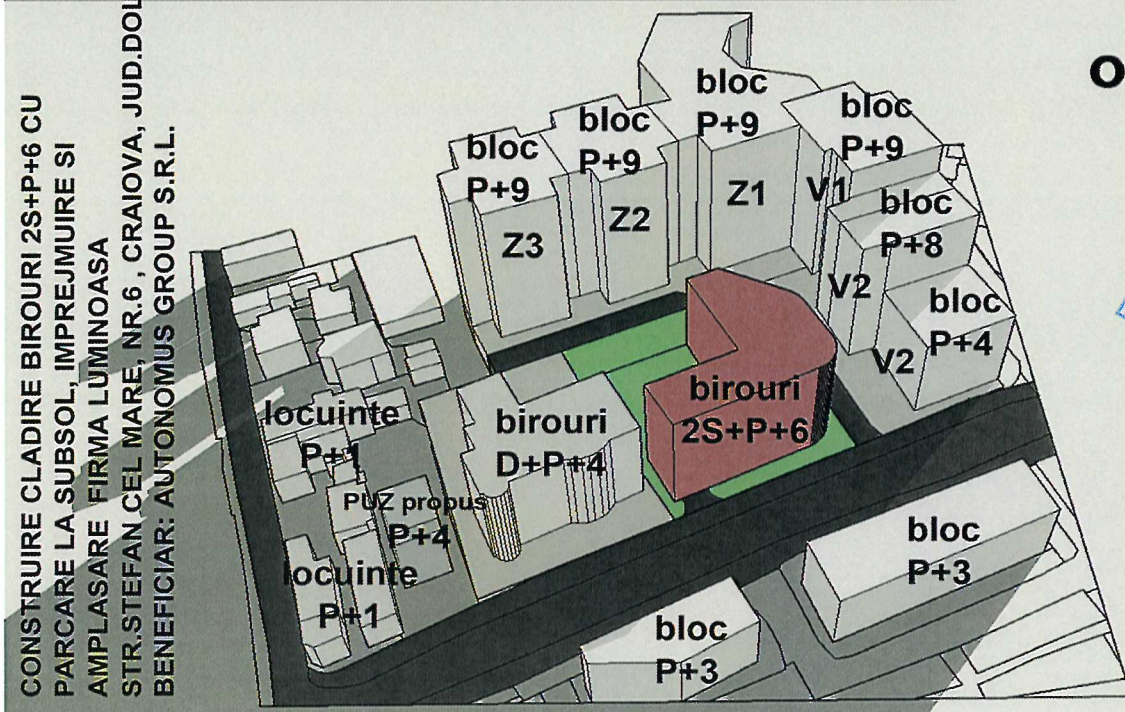 CONSTRUIRE CLADIRE BIROURI 2S+P+6 CU
PARCARE LA SUBSOL, IMPREJMUIRE SI
AMPLASARE FIRMA LUMINOASA
STR.STEFAN CEL MARE, NR.6 , CRAIOVA, JUD.DOL
BENEFICIAR: AUTONOMUS GROUP S.R.L.
O
bloc
P+9
bloc
P+9
bloc
P+9
bloc
P+9
Z3
Z2
Z1
V1
bloc
P+8
V2
bloc
P+4
V2
birouri
2S+P+6
birouri
D+P+4
locuinte
P+1
PUZ propus
P+4
locuinte
P+1
bloc
P+3
bloc
P+3